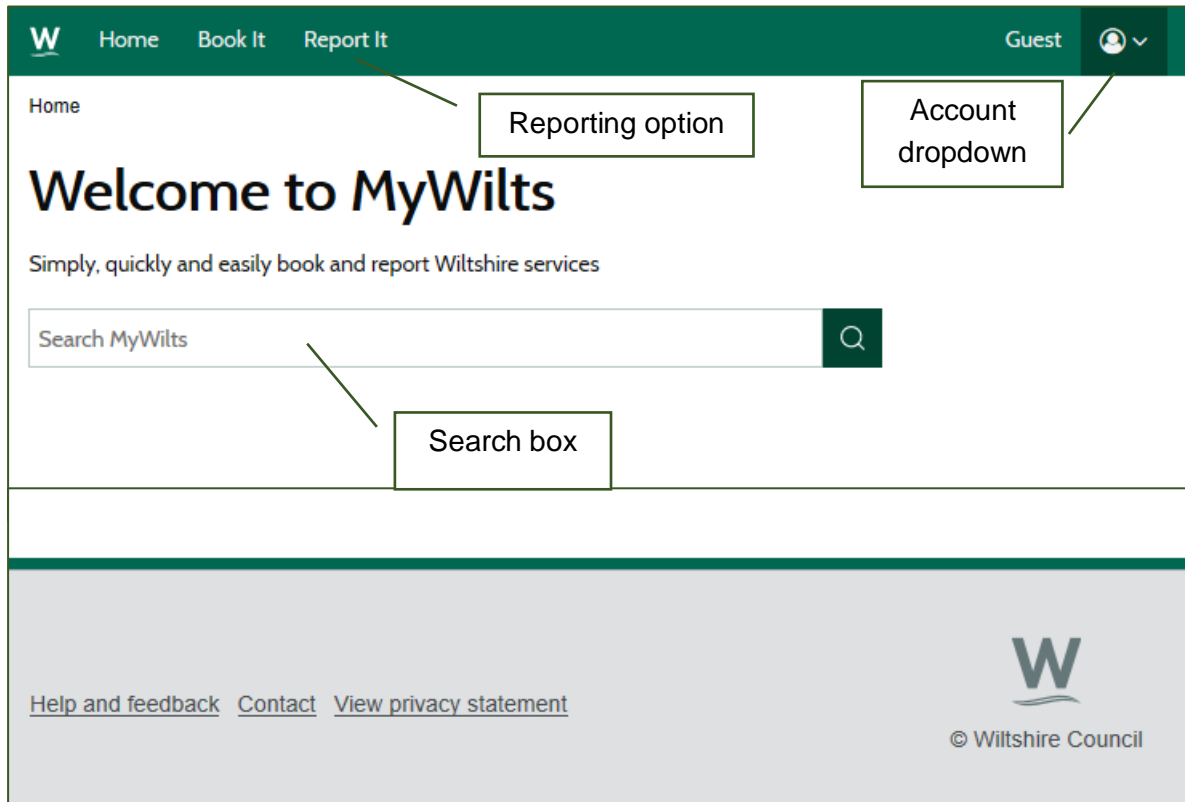 W Home Book It Report It Guest
Home
Reporting option
Account
dropdown
Welcome to MyWilts
Simply, quickly and easily book and report Wiltshire services
Search MyWilts
Search box
Help and feedback Contact View privacy statement
W
© Wiltshire Council